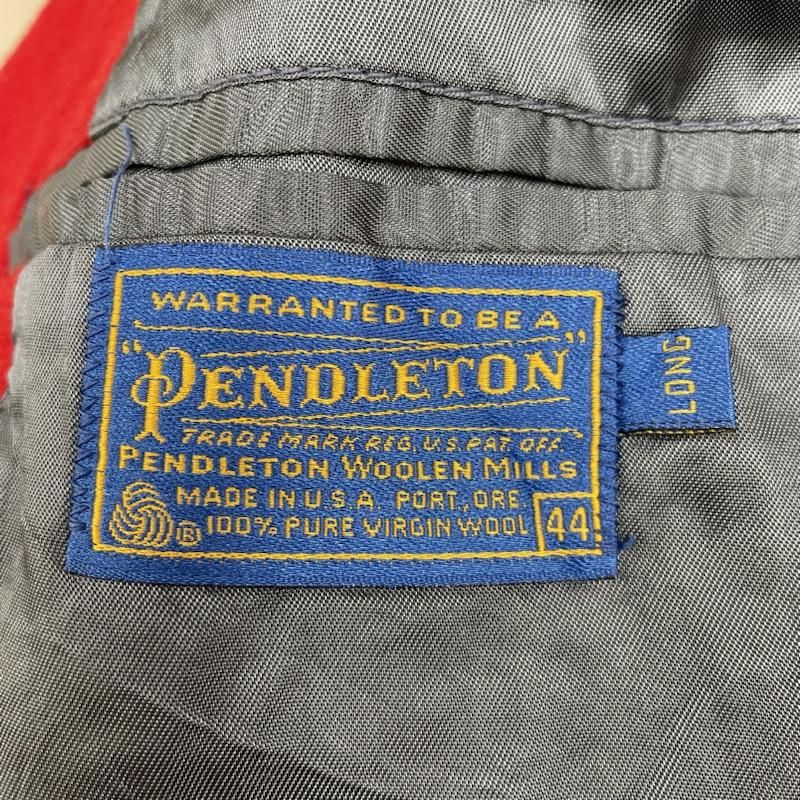 WARRANTED TO BE A
"PENDLETON"
TRADE MARK REG. U.S. PAT. OFF.
PENDLETON WOOLEN MILLS
MADE IN U.S.A. PORT., ORE.
® 100% PURE VIRGIN WOOL 44
LONG